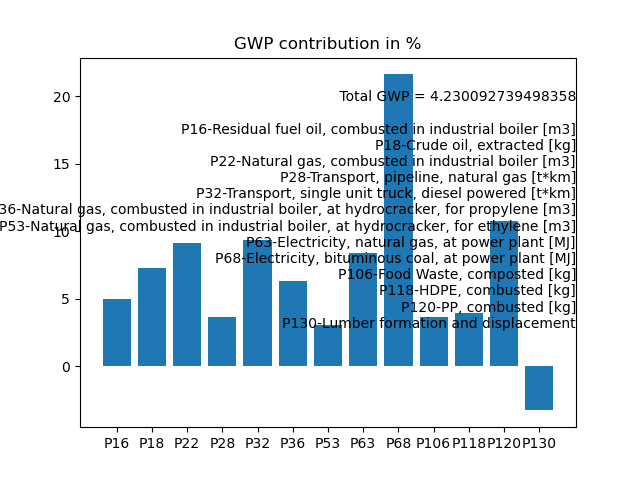 GWP contribution in %
Total GWP = 4.230092739498358
20
P16-Residual fuel oil, combusted in industrial boiler [m3]
P18-Crude oil, extracted [kg]
15
P22-Natural gas, combusted in industrial boiler [m3]
P28-Transport, pipeline, natural gas [t*km]
P32-Transport, single unit truck, diesel powered [t*km]
36-Natural gas, combusted in industrial boiler, at hydrocracker, for propylene [m3]
P53-Natural gas, combusted in industrial boiler, at hydrocracker, for ethylene [m3]
10
P63-Electricity, natural gas, at power plant [MJ]
P68-Electricity, bituminous coal, at power plant [MJ]
P106-Food Waste, composted [kg]
P118-HDPE, combusted [kg]
5
P120-PP, combusted [kg]
P130-Lumber formation and displacement
0
P16 P18 P22 P28 P32 P36 P53 P63 P68 P106 P118 P120 P130